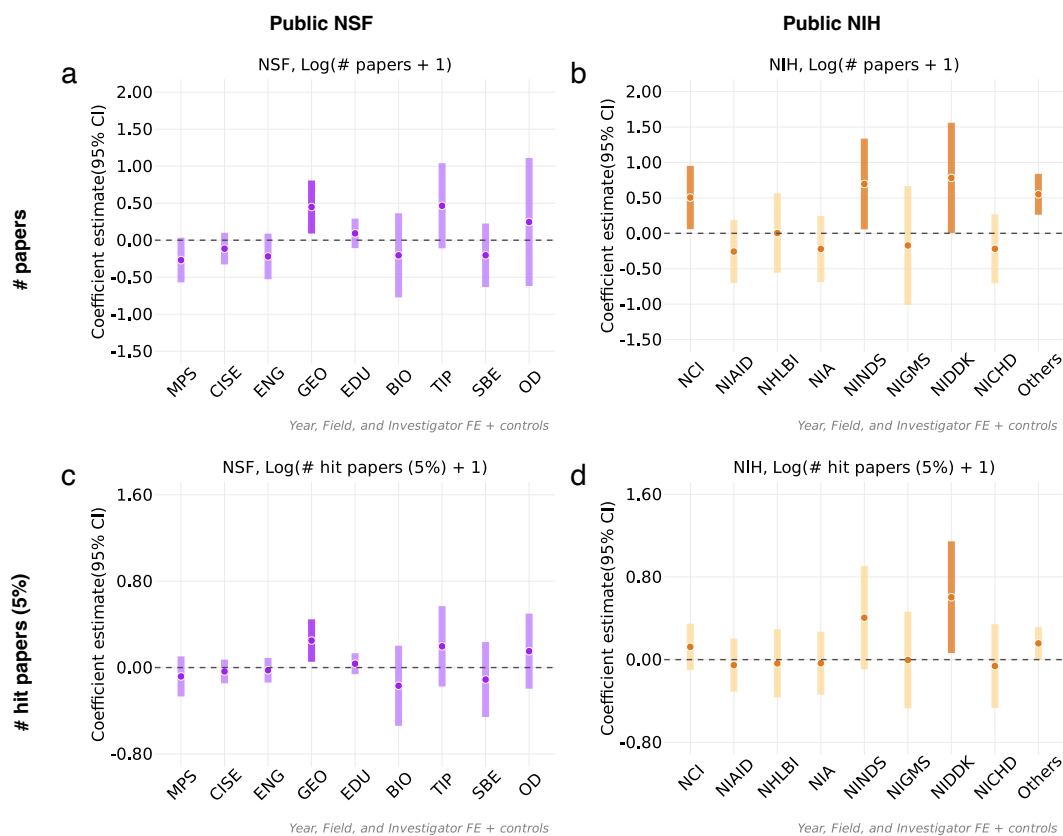 Public NSF
Public NIH
# papers
a
NSF, Log(# papers + 1)
Coefficient estimate(95% CI)
2.00
1.50
1.00
0.50
0.00
-0.50
-1.00
-1.50
MPS
CISE
ENG
GEO
EDU
BIO
TIP
SBE
OD
Year, Field, and Investigator FE + controls
b
NIH, Log(# papers + 1)
Coefficient estimate(95% CI)
2.00
1.50
1.00
0.50
0.00
-0.50
-1.00
-1.50
NCI
NIAID
NHLBI
NIA
NINDS
NIGMS
NIDDK
NICHD
Others
Year, Field, and Investigator FE + controls
# hit papers (5%)
c
NSF, Log(# hit papers (5%) + 1)
Coefficient estimate(95% CI)
1.60
0.80
0.00
-0.80
MPS
CISE
ENG
GEO
EDU
BIO
TIP
SBE
OD
Year, Field, and Investigator FE + controls
d
NIH, Log(# hit papers (5%) + 1)
Coefficient estimate(95% CI)
1.60
0.80
0.00
-0.80
NCI
NIAID
NHLBI
NIA
NINDS
NIGMS
NIDDK
NICHD
Others
Year, Field, and Investigator FE + controls